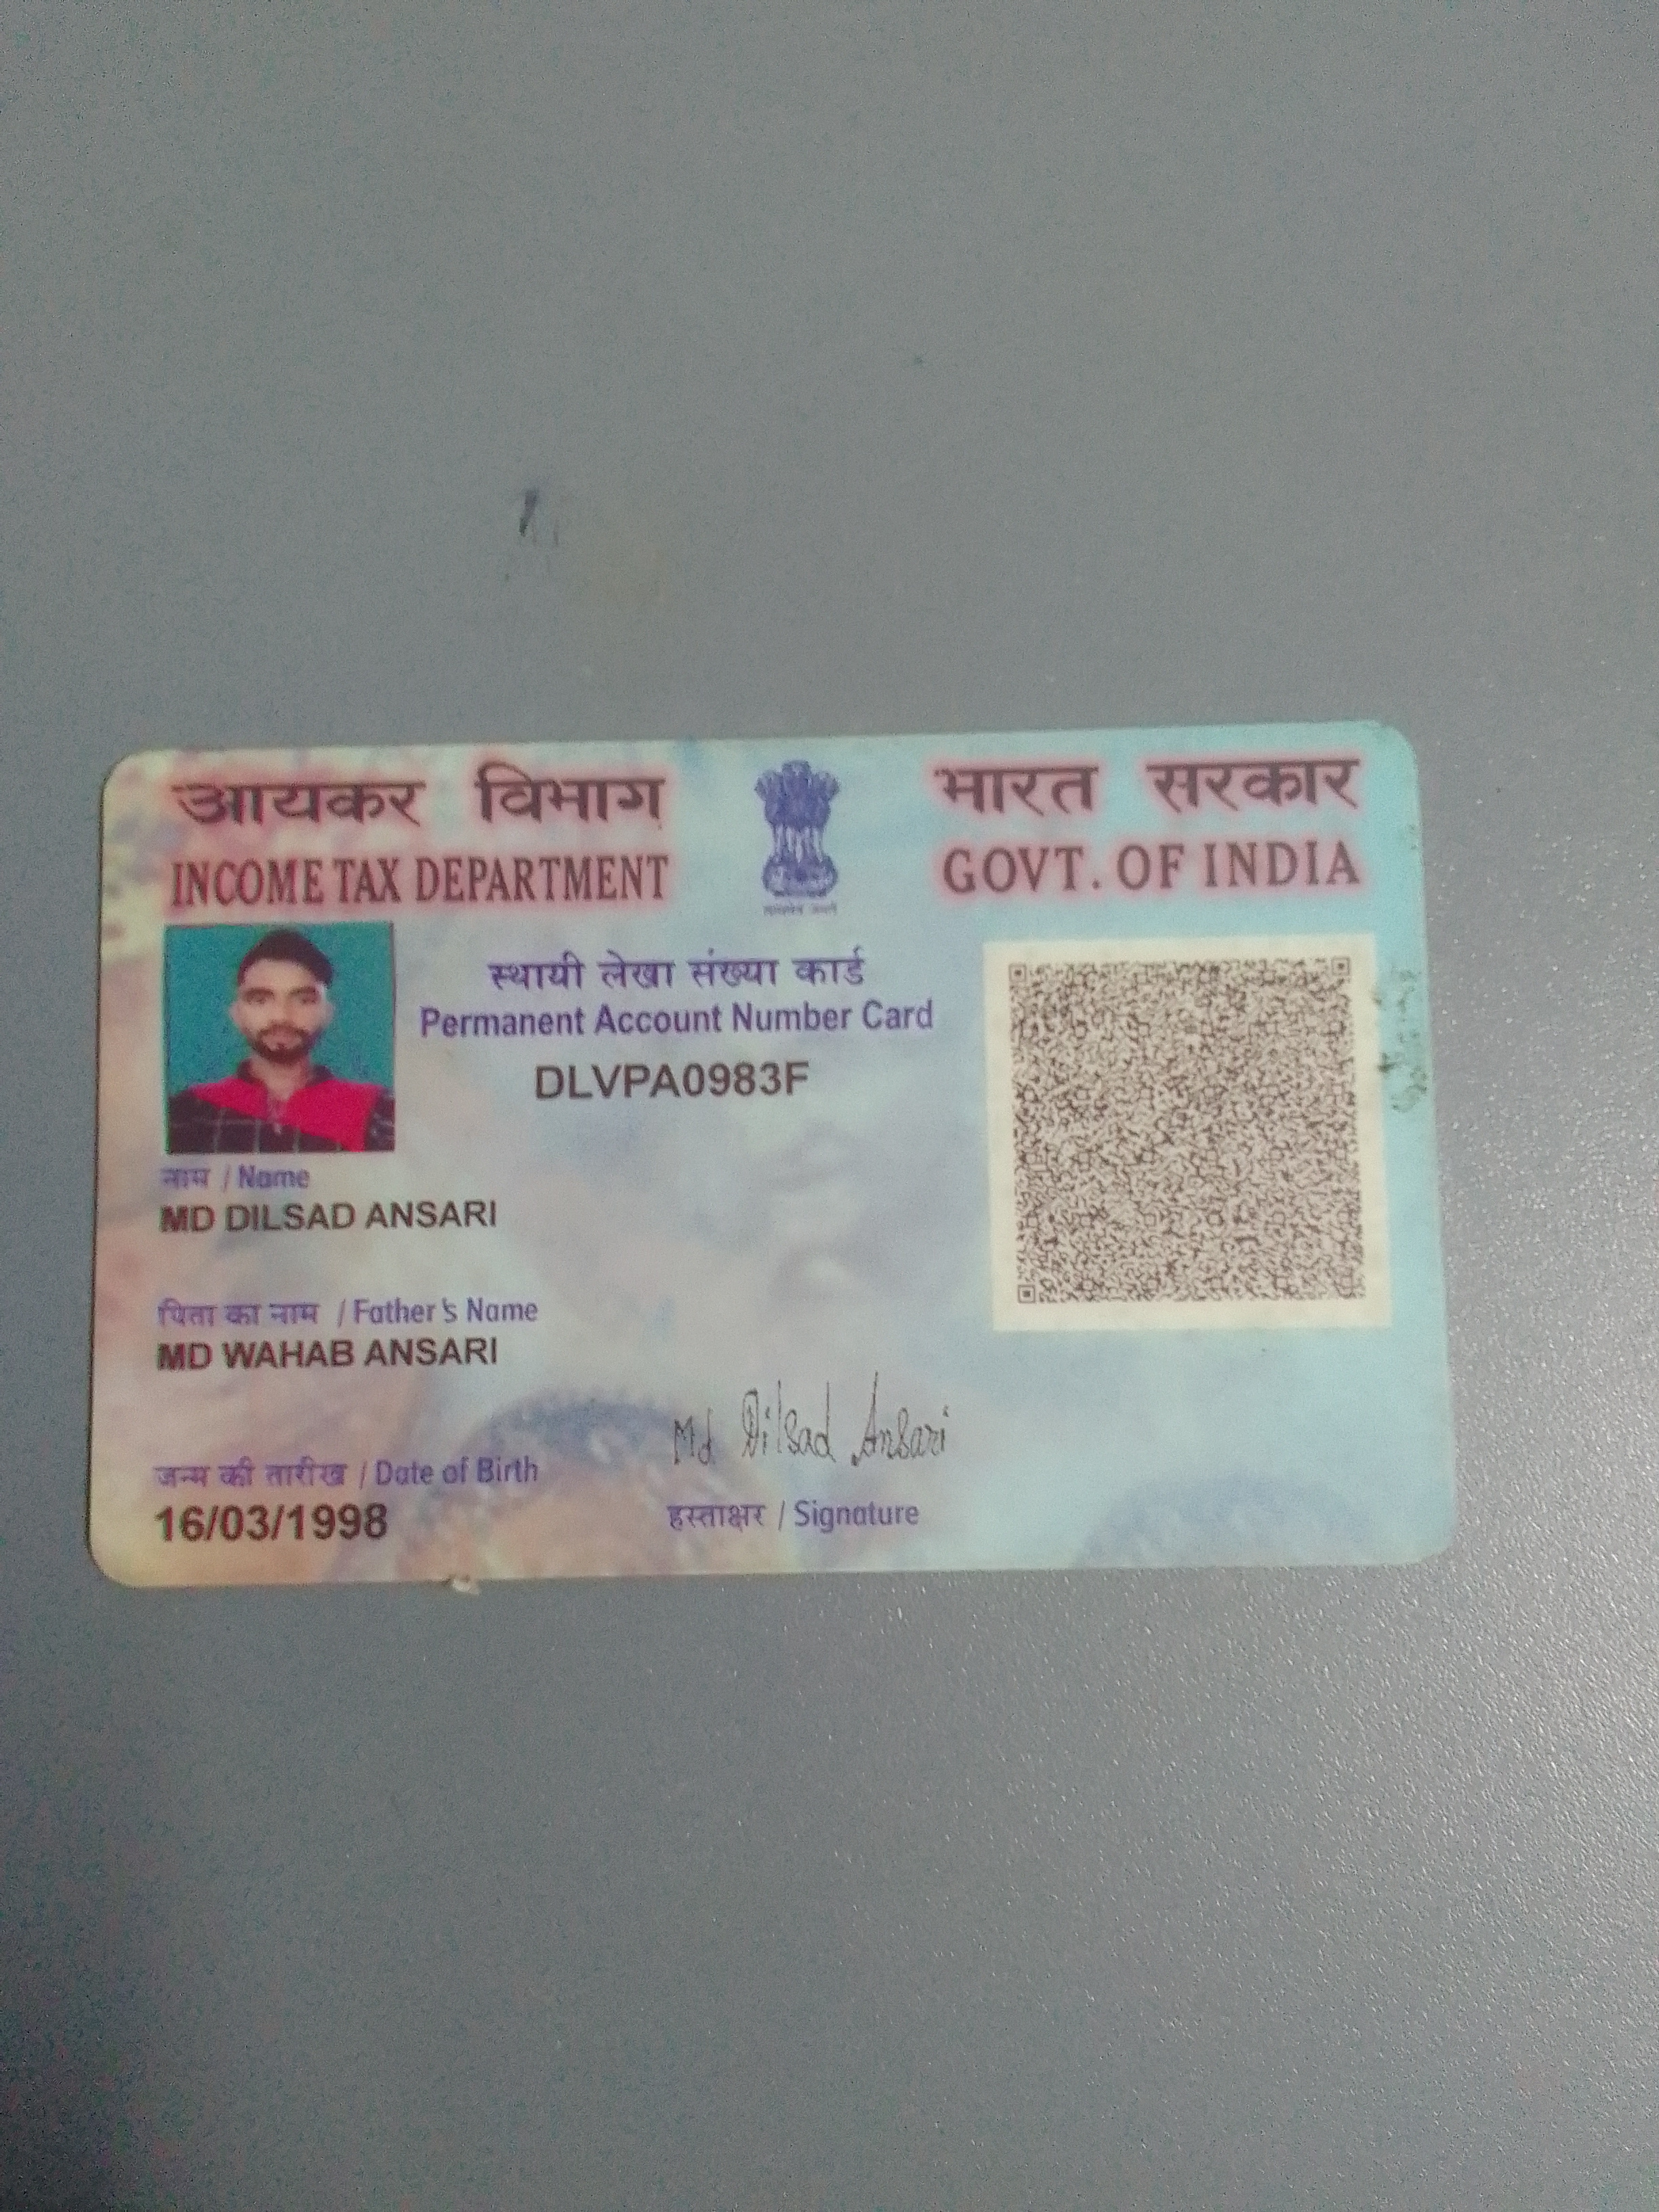 आयकर विभाग
INCOME TAX DEPARTMENT
भारत सरकार
GOVT. OF INDIA
स्थायी लेखा संख्या कार्ड
Permanent Account Number Card
DLVPA0983F
नाम / Name
MD DILSAD ANSARI
पिता का नाम / Father's Name
MD WAHAB ANSARI
जन्म की तारीख / Date of Birth
16/03/1998
Md Dilsad Ansari
हस्ताक्षर / Signature